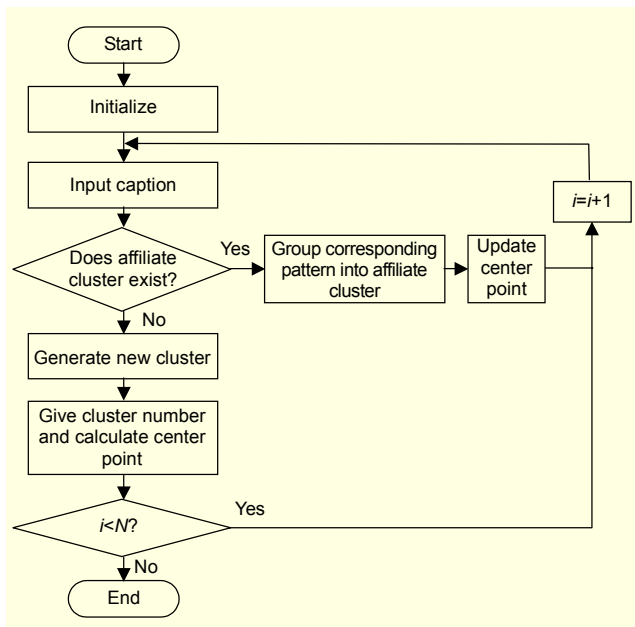 Start
Initialize
Input caption
i=i+1
Does affiliate
cluster exist?
Yes
Group corresponding
pattern into affiliate
cluster
Update
center
point
No
Generate new cluster
Give cluster number
and calculate center
point
i<N?
Yes
No
End